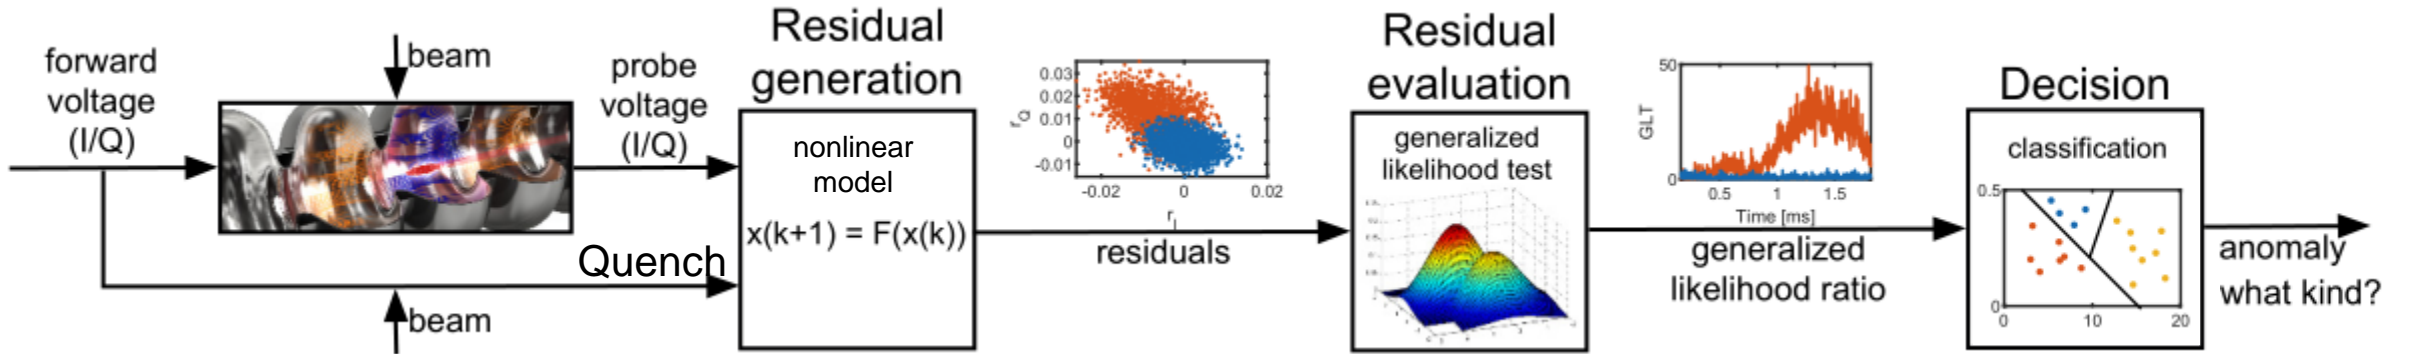 forward
voltage
(I/Q)
beam
probe
voltage
(I/Q)
Quench
beam
Residual
generation
nonlinear
model
x(k+1) = F(x(k))
0.03
0.02
0.01
0
-0.01
r_Q
-0.02 0 0.02
r_I
residuals
Residual
evaluation
generalized
likelihood test
50
0
GLT
0.5 1 1.5
Time [ms]
generalized
likelihood ratio
Decision
classification
0.5
0
0 10 20
anomaly
what kind?